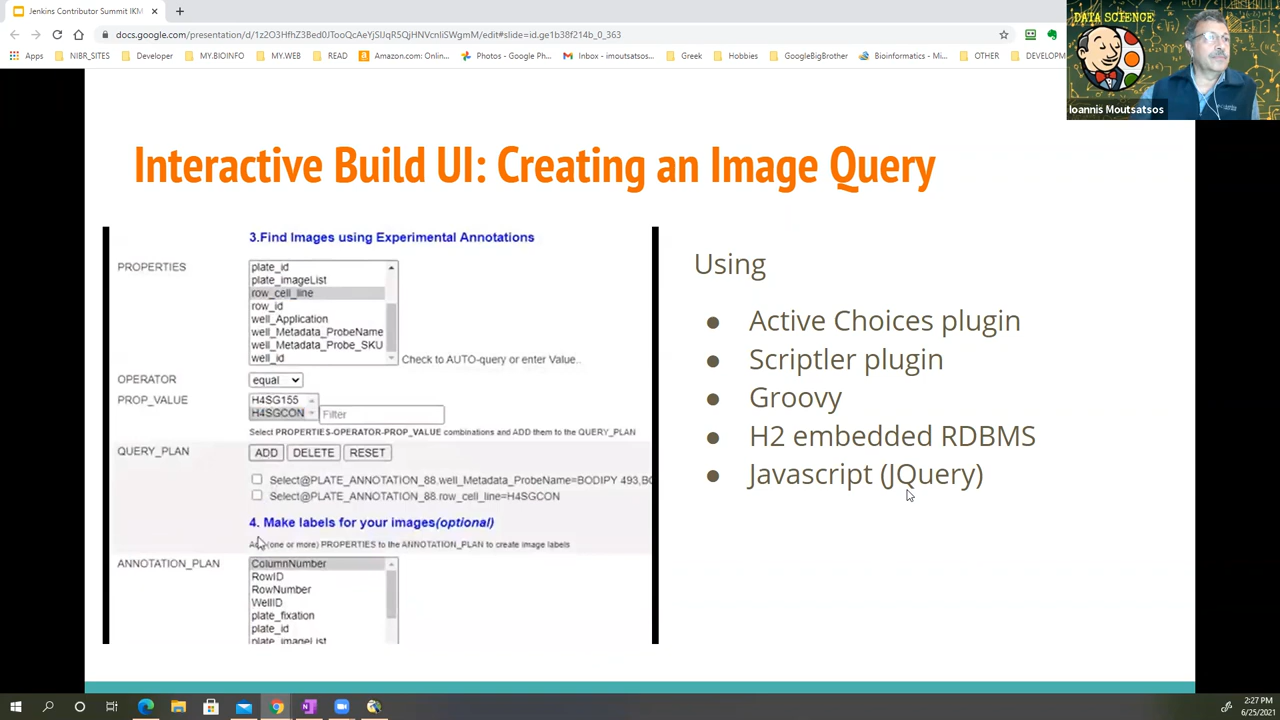 Jenkins Contributor Summit IKM
docs.google.com/presentation/d/1z2O3HfhZ3Bed0JTooQcAeYjSIJqR5QjHNVcnIiSWgmM/edit#slide=id.ge1b38f214b_0_363
Apps NIBR_SITES Developer MY.BIOINFO MY.WEB READ Amazon.com: Onlin... Photos - Google Ph... Inbox - imoutsatsos... Greek Hobbies GoogleBigBrother Bioinformatics - Mi... OTHER DEVELOPM
DATA SCIENCE
Ioannis Moutsatsos
Interactive Build UI: Creating an Image Query
3.Find Images using Experimental Annotations
PROPERTIES
plate_id
plate_imageList
row_cell_line
row_id
well_Application
well_Metadata_ProbeName
well_Metadata_Probe_SKU
well_id
Check to AUTO-query or enter Value..
OPERATOR equal
PROP_VALUE H4SG155
H4SGCON Filter
Select PROPERTIES-OPERATOR-PROP_VALUE combinations and ADD them to the QUERY_PLAN
QUERY_PLAN ADD DELETE RESET
Select@PLATE_ANNOTATION_88.well_Metadata_ProbeName=BODIPY 493,BO
Select@PLATE_ANNOTATION_88.row_cell_line=H4SGCON
4. Make labels for your images(optional)
(one or more) PROPERTIES to the ANNOTATION_PLAN to create image labels
ANNOTATION_PLAN ColumnNumber
RowID
RowNumber
WellID
plate_fixation
plate_id
plate_imageList
Using
● Active Choices plugin
● Scriptler plugin
● Groovy
● H2 embedded RDBMS
● Javascript (JQuery)
2:27 PM
6/25/2021